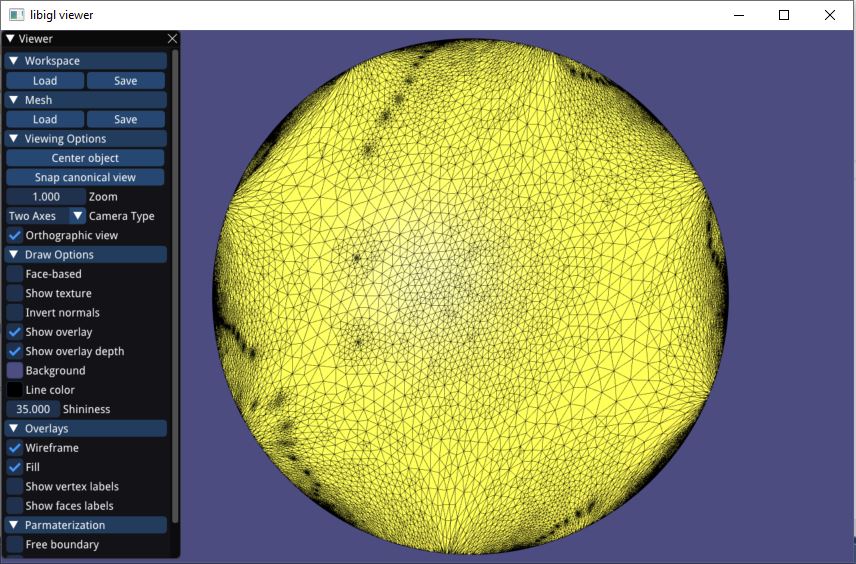 libigl viewer
Viewer
Workspace
Load Save
Mesh
Load Save
Viewing Options
Center object
Snap canonical view
1.000 Zoom
Two Axes Camera Type
Orthographic view
Draw Options
Face-based
Show texture
Invert normals
Show overlay
Show overlay depth
Background
Line color
35.000 Shininess
Overlays
Wireframe
Fill
Show vertex labels
Show faces labels
Parmaterization
Free boundary